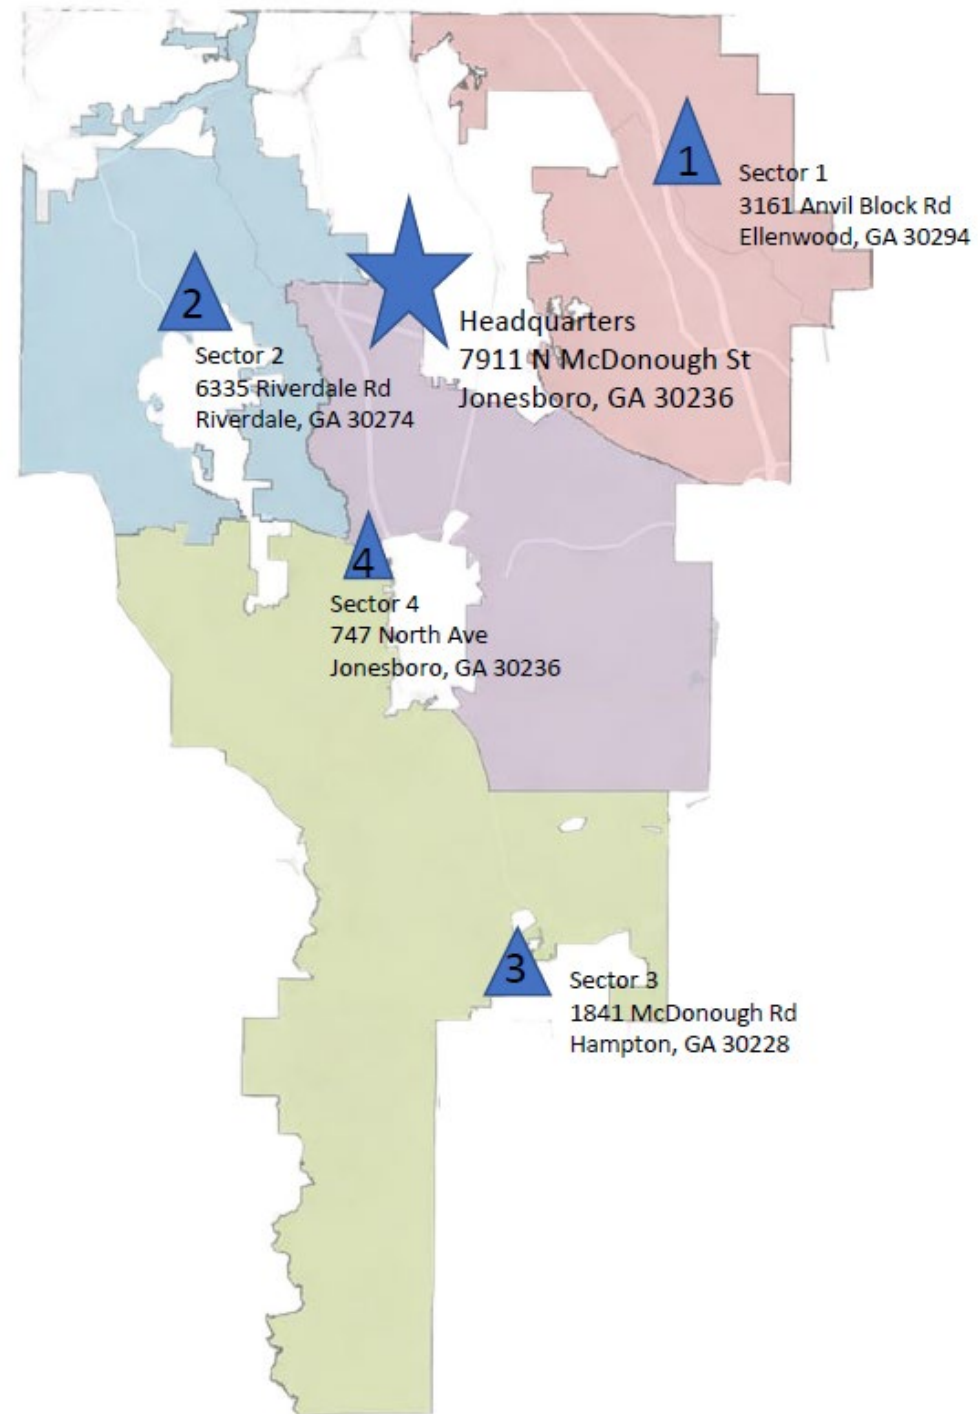 1
Sector 1
3161 Anvil Block Rd
Ellenwood, GA 30294
2
Sector 2
6335 Riverdale Rd
Riverdale, GA 30274
Headquarters
7911 N McDonough St
Jonesboro, GA 30236
4
Sector 4
747 North Ave
Jonesboro, GA 30236
3
Sector 3
1841 McDonough Rd
Hampton, GA 30228